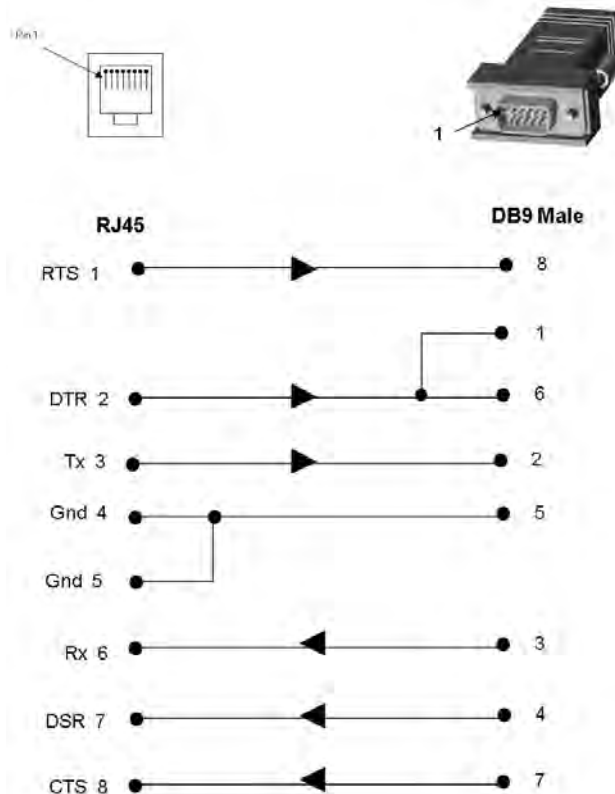 Pin 1
1
RJ45 DB9 Male
RTS 1 8
1
DTR 2 6
Tx 3 2
Gnd 4 5
Gnd 5
Rx 6 3
DSR 7 4
CTS 8 7